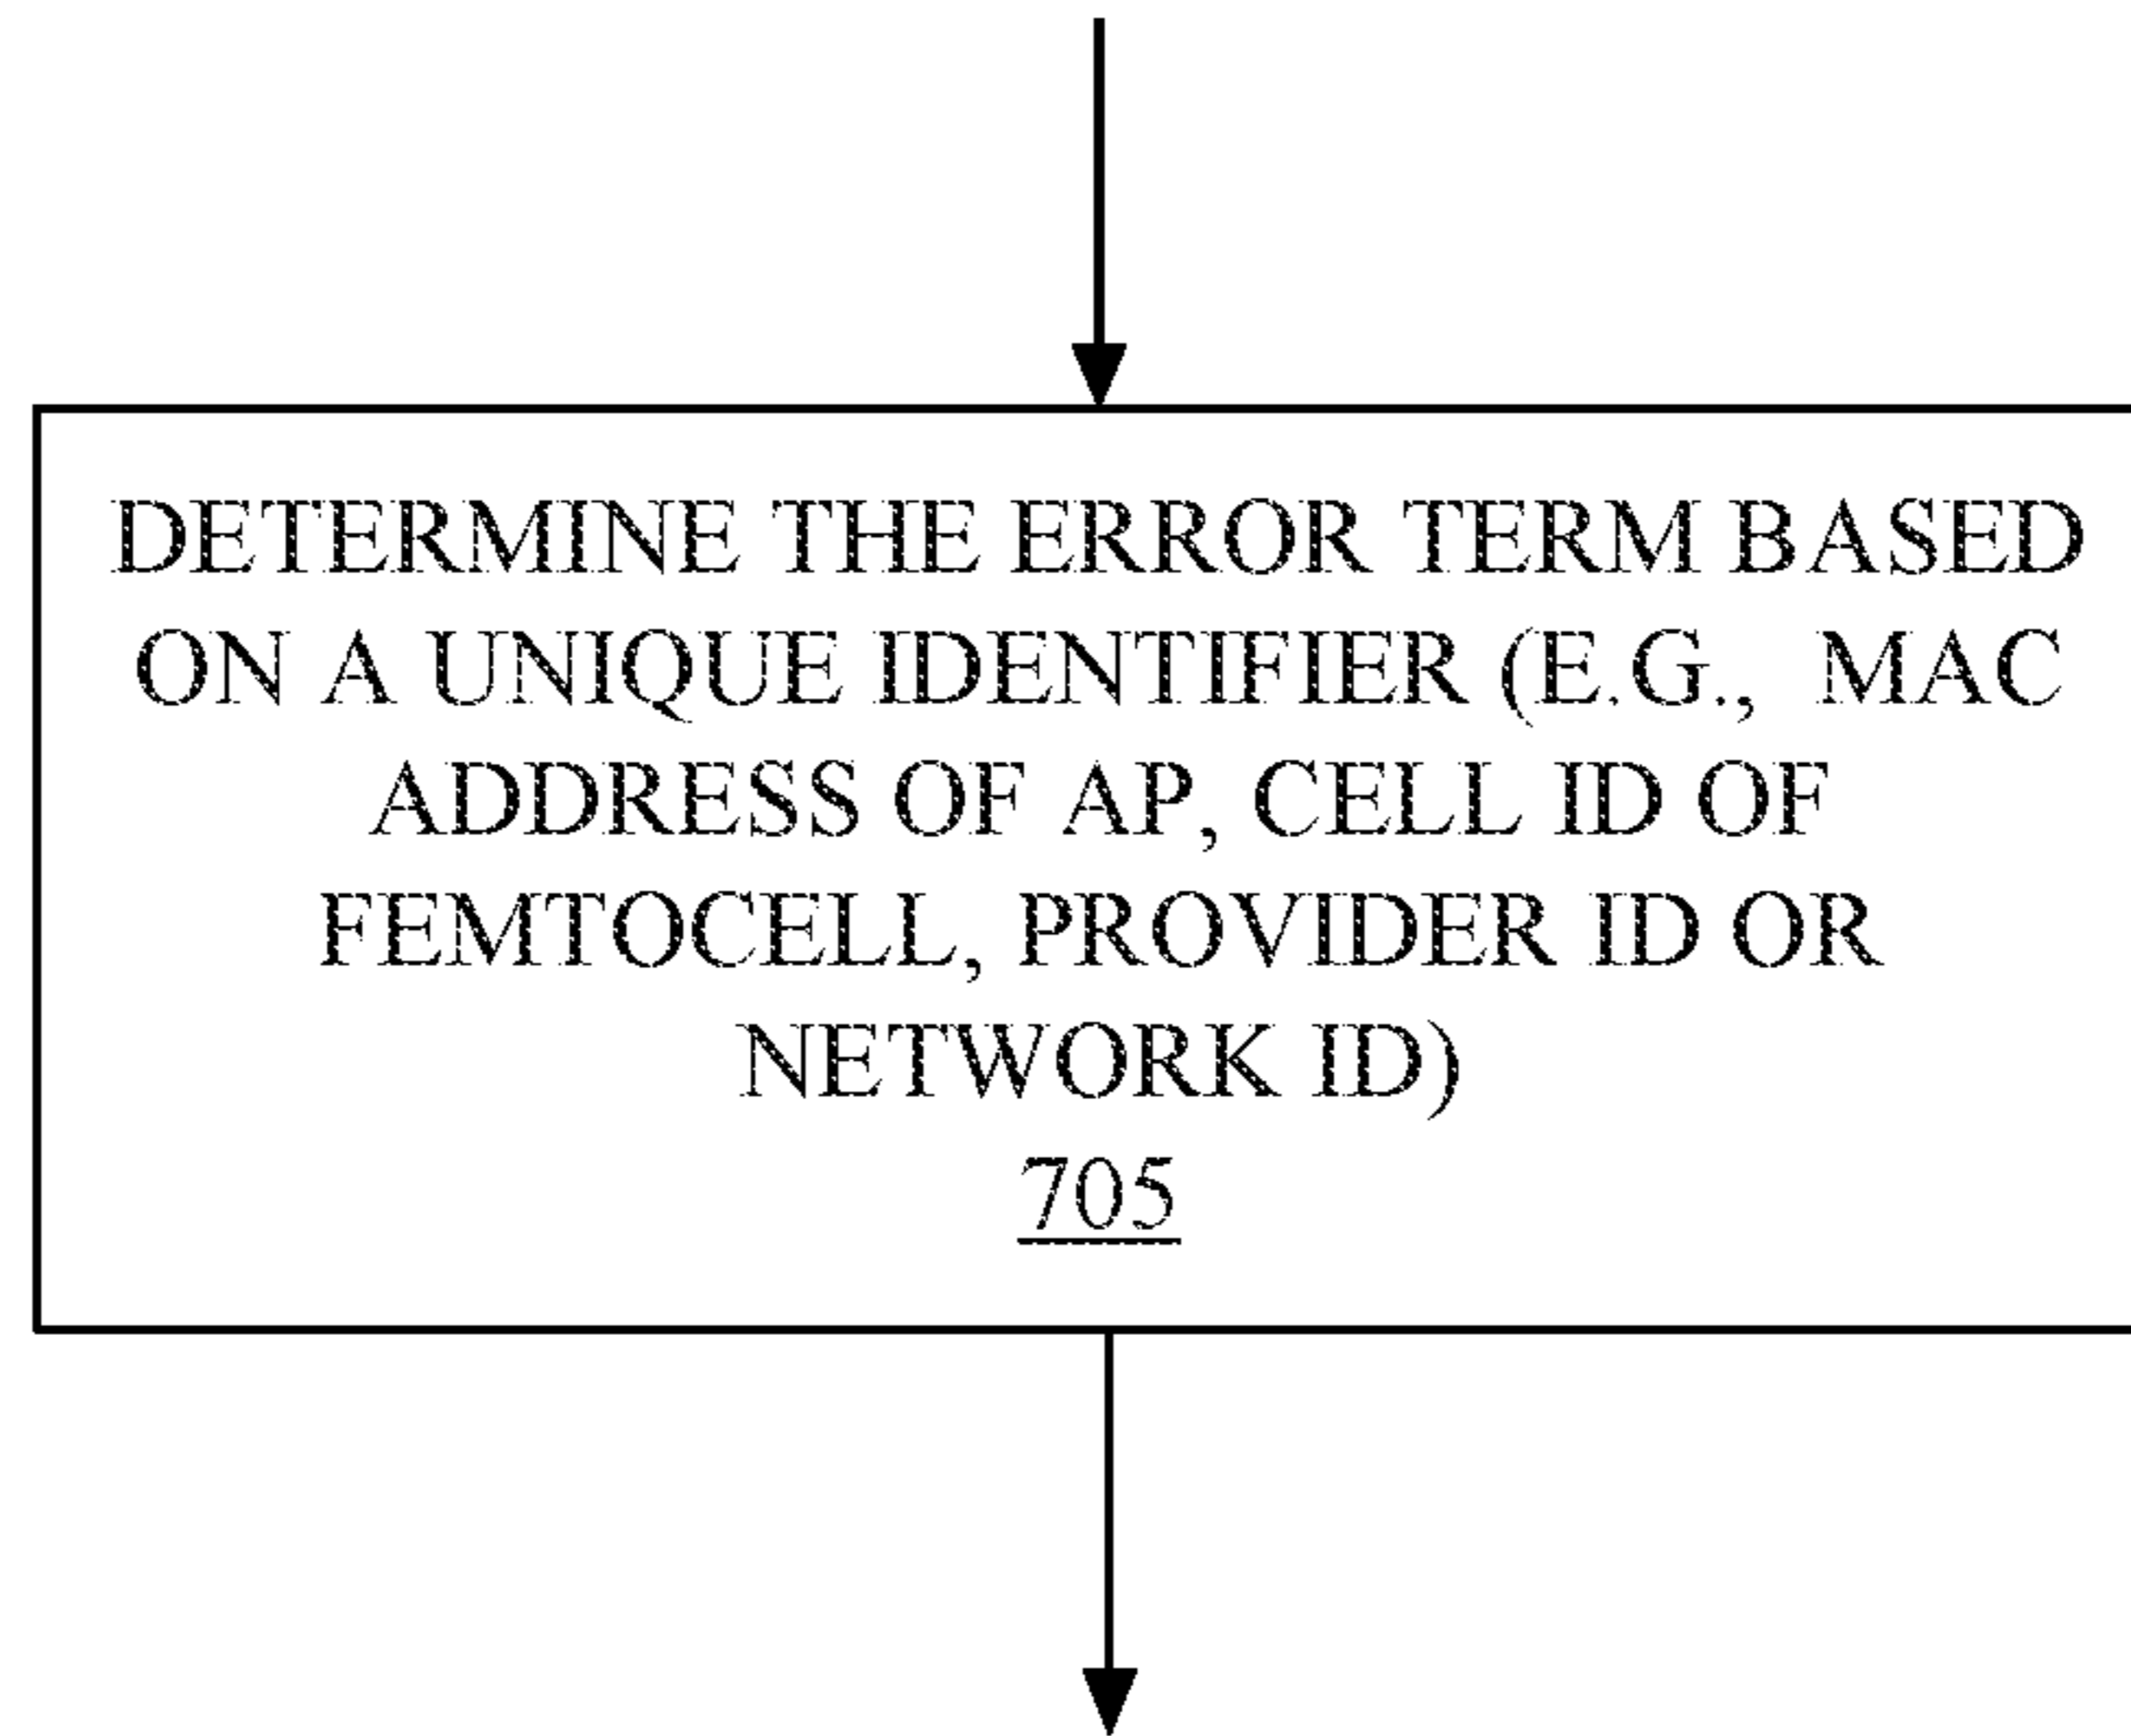 DETERMINE THE ERROR TERM BASED
ON A UNIQUE IDENTIFIER (E.G., MAC
ADDRESS OF AP, CELL ID OF
FEMTOCELL, PROVIDER ID OR
NETWORK ID)
705